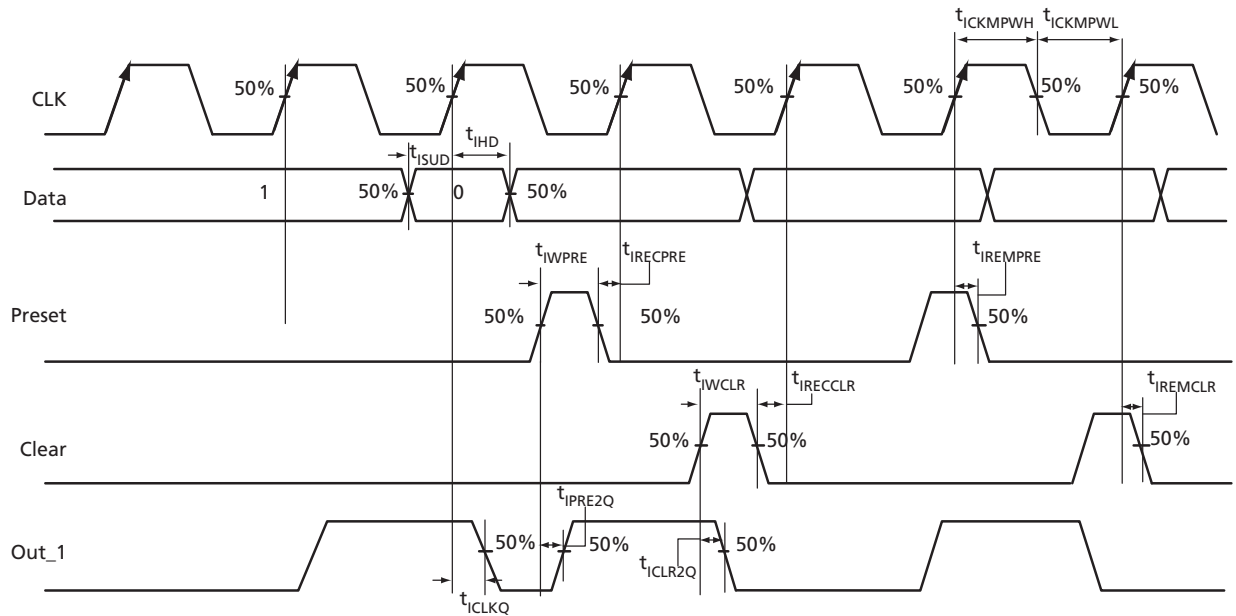 tICKMPWH tICKMPWL
CLK
50% 50% 50% 50% 50% 50% 50%
tISUD tIHD
Data
1 50% 0 50%
tIWPRE tIRECPRE tIREMPRE
Preset
50% 50% 50%
tIWCLR tIRECCLR tIREMCLR
Clear
50% 50% 50%
tIPRE2Q
Out_1
50% 50% 50%
tICLR2Q
tICLKQ